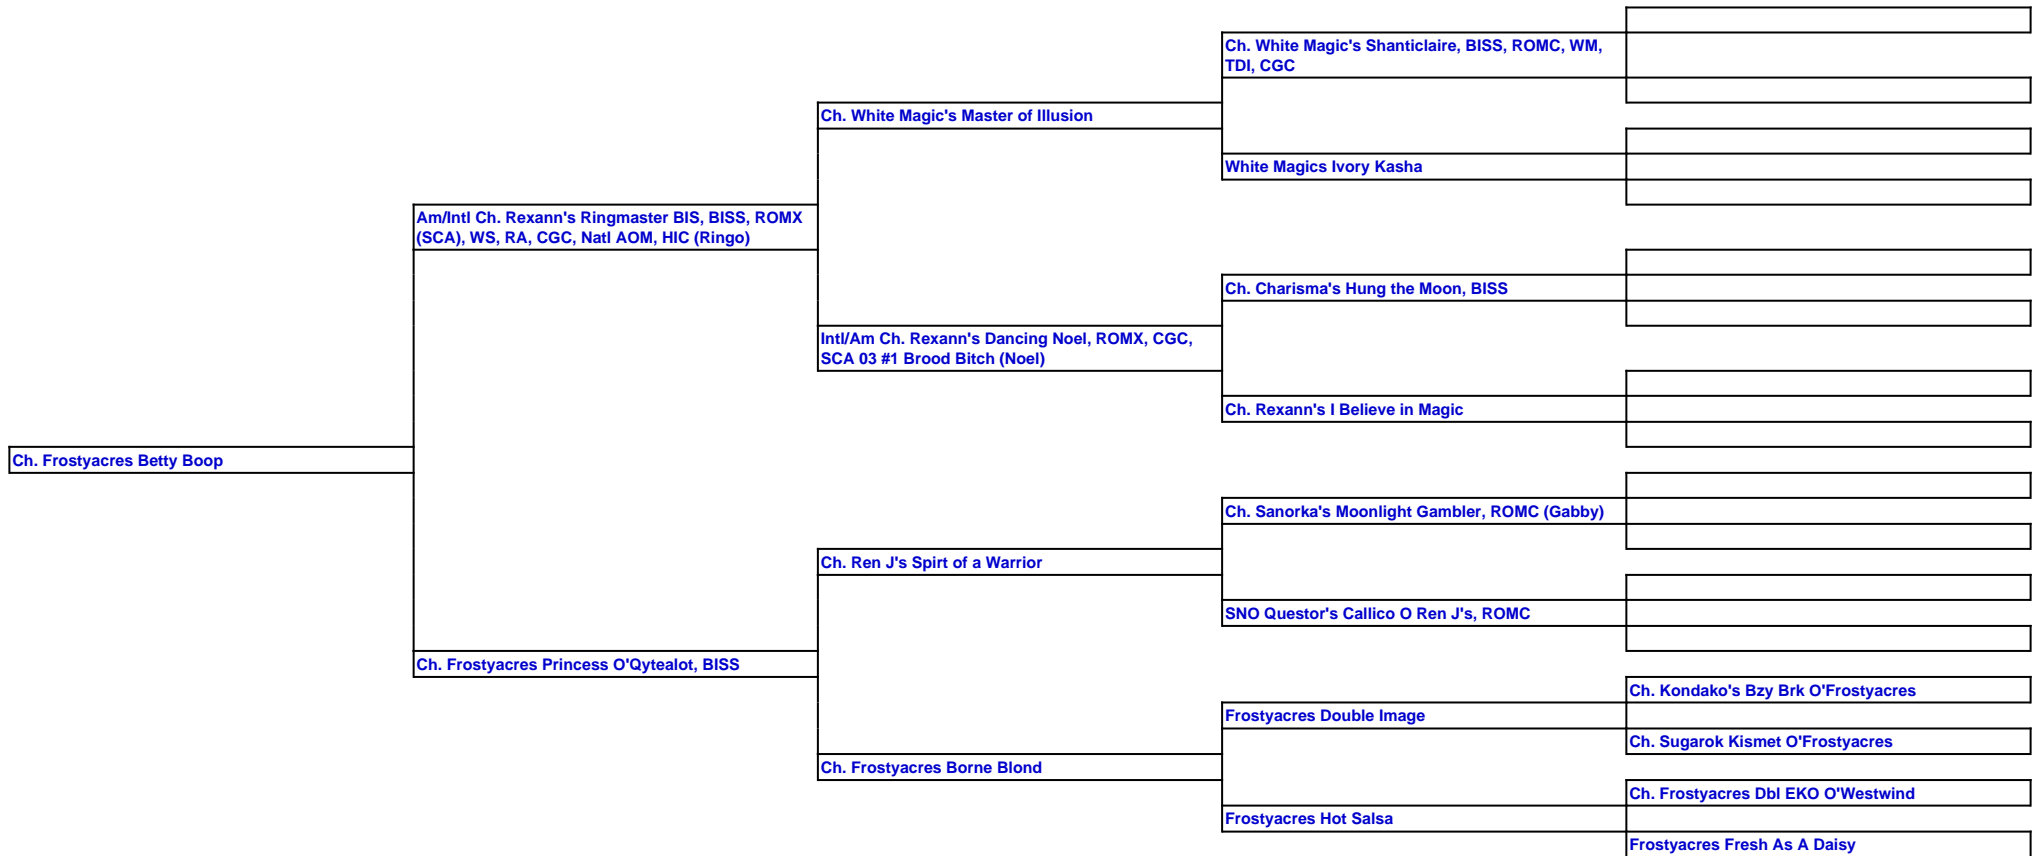 Ch. White Magic's Shanticlaire, BISS, ROMC, WM,
TDI, CGC
Ch. White Magic's Master of Illusion
White Magics Ivory Kasha
Am/Intl Ch. Rexann's Ringmaster BIS, BISS, ROMX
(SCA), WS, RA, CGC, Natl AOM, HIC (Ringo)
Ch. Charisma's Hung the Moon, BISS
Intl/Am Ch. Rexann's Dancing Noel, ROMX, CGC,
SCA 03 #1 Brood Bitch (Noel)
Ch. Rexann's I Believe in Magic
Ch. Frostyacres Betty Boop
Ch. Sanorka's Moonlight Gambler, ROMC (Gabby)
Ch. Ren J's Spirt of a Warrior
SNO Questor's Callico O Ren J's, ROMC
Ch. Frostyacres Princess O'Qytealot, BISS
Ch. Kondako's Bzy Brk O'Frostyacres
Frostyacres Double Image
Ch. Sugarok Kismet O'Frostyacres
Ch. Frostyacres Borne Blond
Ch. Frostyacres Dbl EKO O'Westwind
Frostyacres Hot Salsa
Frostyacres Fresh As A Daisy